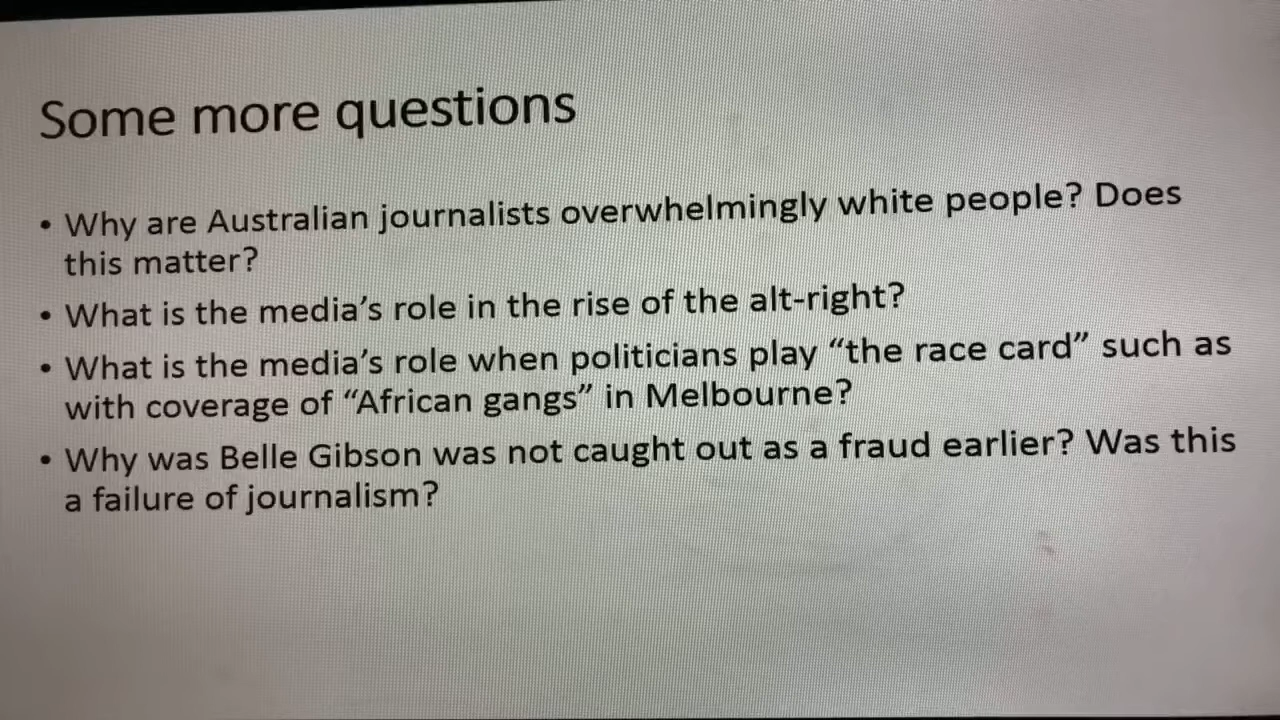 Some more questions
• Why are Australian journalists overwhelmingly white people? Does
this matter?
• What is the media’s role in the rise of the alt-right?
• What is the media’s role when politicians play “the race card” such as
with coverage of “African gangs” in Melbourne?
• Why was Belle Gibson was not caught out as a fraud earlier? Was this
a failure of journalism?